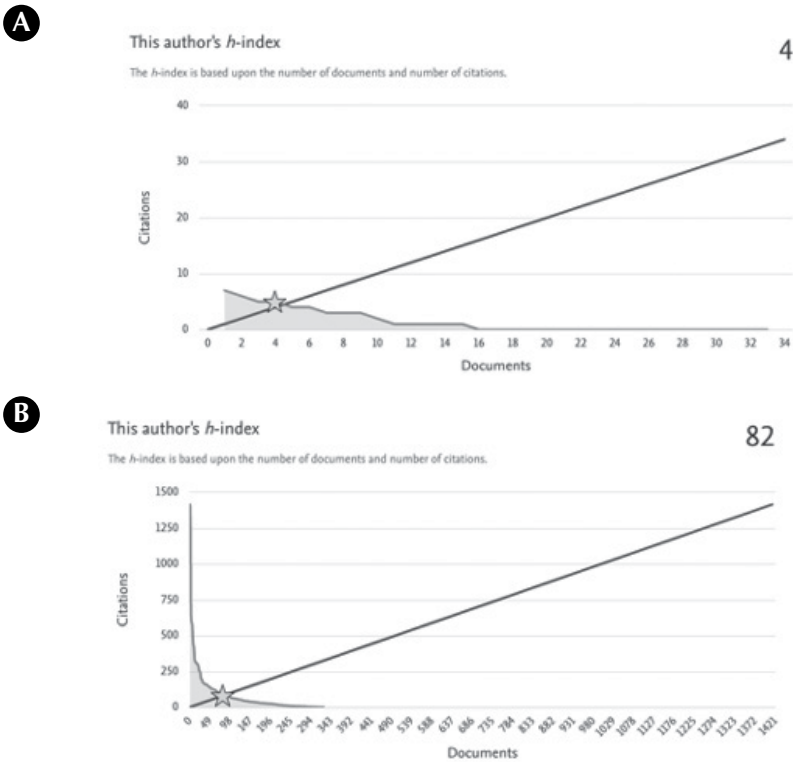 A
This author's h-index
4
The h-index is based upon the number of documents and number of citations.
40
30
20
10
0
Citations
0 2 4 6 8 10 12 14 16 18 20 22 24 26 28 30 32 34
Documents
B
This author's h-index
82
The h-index is based upon the number of documents and number of citations.
1500
1250
1000
750
500
250
0
Citations
0 49 98 147 196 245 294 343 392 441 490 539 588 637 686 735 784 833 882 931 980 1029 1078 1127 1176 1225 1274 1323 1372 1421
Documents